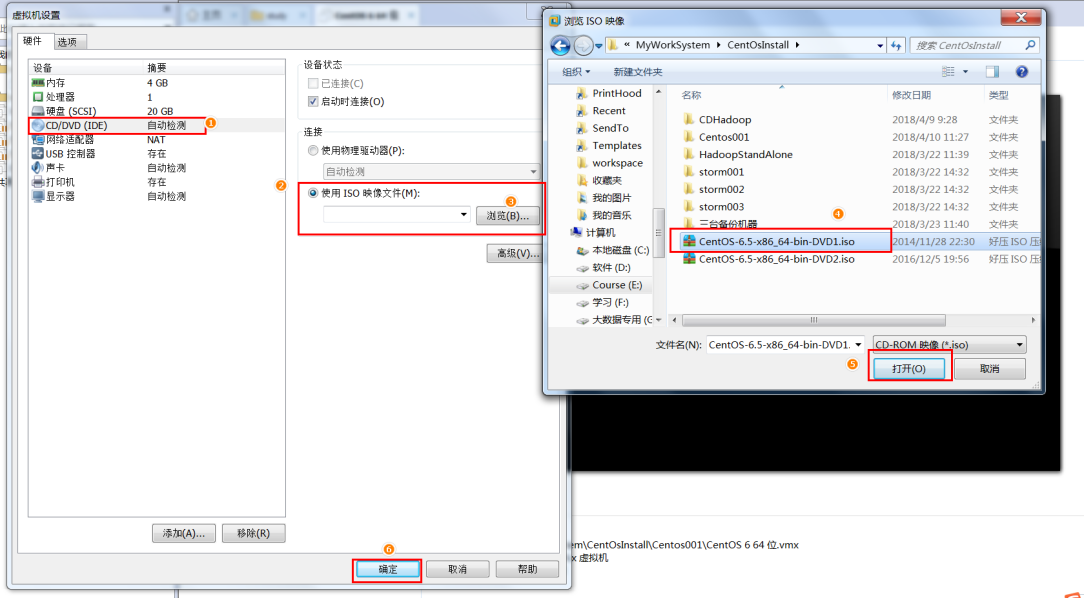 虚拟机设置
硬件 选项
设备 摘要
内存 4 GB
处理器 1
硬盘 (SCSI) 20 GB
CD/DVD (IDE) 自动检测
网络适配器 NAT
USB 控制器 存在
声卡 自动检测
打印机 存在
显示器 自动检测
添加(A)... 移除(R)
设备状态
已连接(C)
启动时连接(O)
连接
使用物理驱动器(P):
自动检测
使用 ISO 映像文件(M):
浏览(B)...
高级(V)...
确定 取消 帮助
1
2
3
4
5
6
浏览 ISO 映像
« MyWorkSystem CentOsInstall
搜索 CentOsInstall
组织 新建文件夹
PrintHood
Recent
SendTo
Templates
workspace
收藏夹
我的图片
我的音乐
计算机
本地磁盘 (C:)
软件 (D:)
Course (E:)
学习 (F:)
大数据专用 (G
名称 修改日期 类型
CDHadoop 2018/4/9 9:28 文件夹
Centos001 2018/4/10 11:27 文件夹
HadoopStandAlone 2018/3/22 11:39 文件夹
storm001 2018/3/22 14:32 文件夹
storm002 2018/3/22 14:32 文件夹
storm003 2018/3/22 14:32 文件夹
三台备份机器 2018/3/23 11:40 文件夹
CentOS-6.5-x86_64-bin-DVD1.iso 2014/11/28 22:30 好压 ISO 压
CentOS-6.5-x86_64-bin-DVD2.iso 2016/12/5 19:56 好压 ISO 压
文件名(N): CentOS-6.5-x86_64-bin-DVD1. CD-ROM 映像 (*.iso)
打开(O) 取消
em\CentOsInstall\Centos001\CentOS 6 64 位.vmx
x 虚拟机